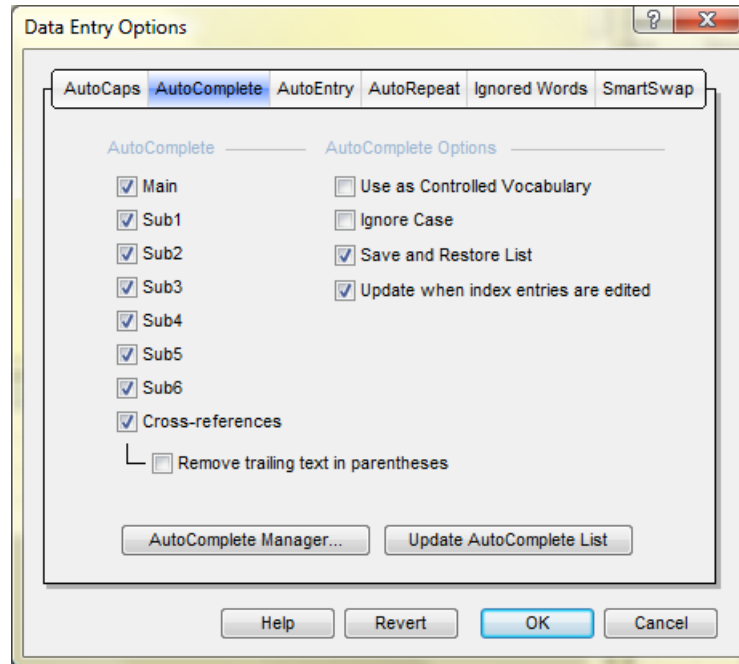 Data Entry Options
AutoCaps AutoComplete AutoEntry AutoRepeat Ignored Words SmartSwap
AutoComplete AutoComplete Options
Main Use as Controlled Vocabulary
Sub1 Ignore Case
Sub2 Save and Restore List
Sub3 Update when index entries are edited
Sub4
Sub5
Sub6
Cross-references
Remove trailing text in parentheses
AutoComplete Manager... Update AutoComplete List
Help Revert OK Cancel